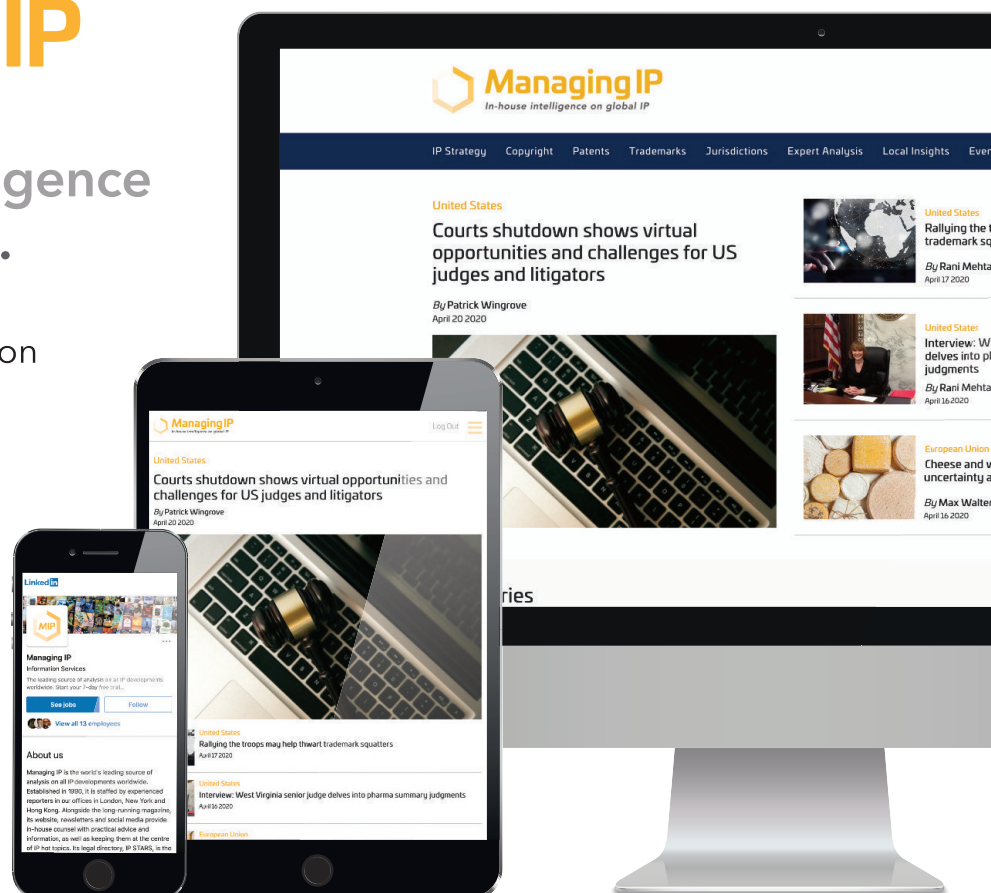 IP
gence
.
on
Managing IP
In-house intelligence on global IP
IP Strategy Copyright Patents Trademarks Jurisdictions Expert Analysis Local Insights Even
United States
Courts shutdown shows virtual
opportunities and challenges for US
judges and litigators
By Patrick Wingrove
April 20 2020
United States
Rallying the t
trademark sq
By Rani Mehta
April 17 2020
United States
Interview: W
delves into pl
judgments
By Rani Mehta
April 16 2020
European Union
Cheese and v
uncertainty a
By Max Walter
April 16 2020
ries
Managing IP
In-house intelligence on global IP
Log Out
United States
Courts shutdown shows virtual opportunities and
challenges for US judges and litigators
By Patrick Wingrove
April 20 2020
United States
Rallying the troops may help thwart trademark squatters
April 17 2020
United States
Interview: West Virginia senior judge delves into pharma summary judgments
April 16 2020
European Union
Linked in
MIP
Managing IP
Information Services
The leading source of analysis on all IP developments
worldwide. Start your 7-day free trial...
See jobs Follow
View all 13 employees
About us
Managing IP is the world's leading source of
analysis on all IP developments worldwide.
Established in 1990, it is staffed by experienced
reporters in our offices in London, New York and
Hong Kong. Alongside the long-running magazine,
its website, newsletters and social media provide
in-house counsel with practical advice and
information, as well as keeping them at the centre
of IP hot topics. Its legal directory, IP STARS, is the